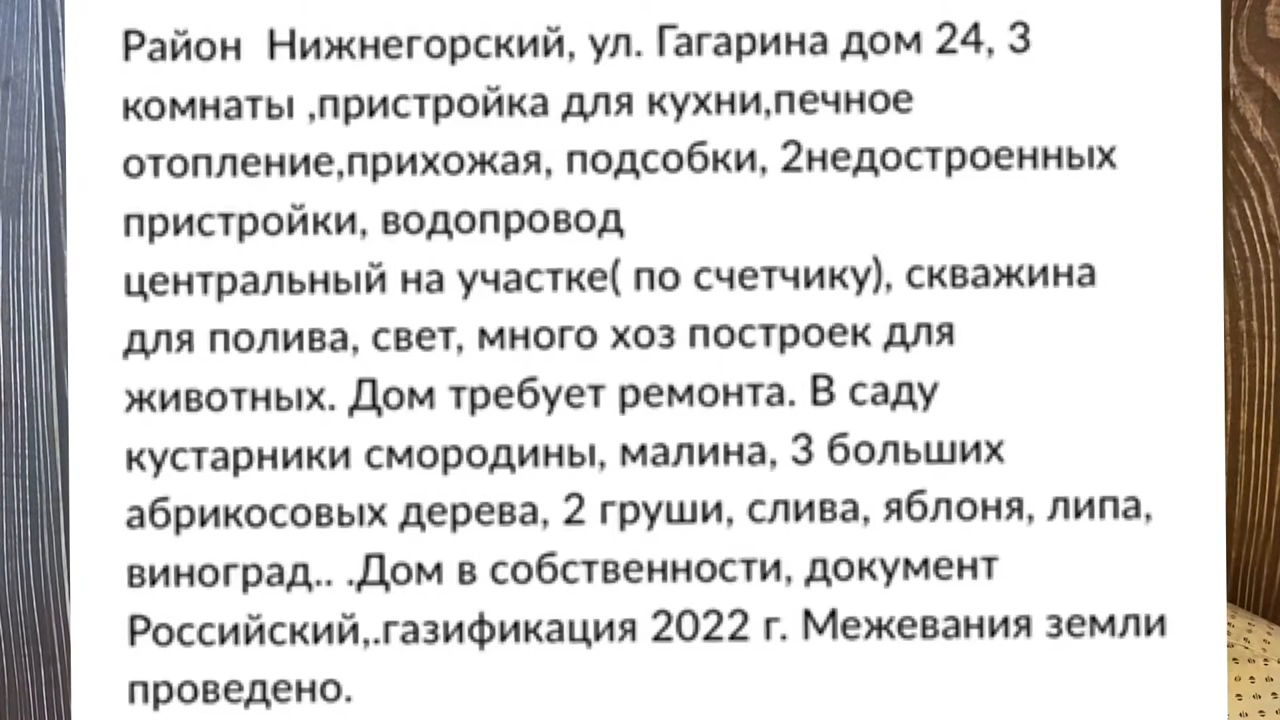 Район  Нижнегорский, ул. Гагарина дом 24, 3
комнаты ,пристройка для кухни,печное
отопление,прихожая, подсобки, 2недостроенных
пристройки, водопровод
центральный на участке( по счетчику), скважина
для полива, свет, много хоз построек для
животных. Дом требует ремонта. В саду
кустарники смородины, малина, 3 больших
абрикосовых дерева, 2 груши, слива, яблоня, липа,
виноград.. .Дом в собственности, документ
Российский,.газификация 2022 г. Межевания земли
проведено.